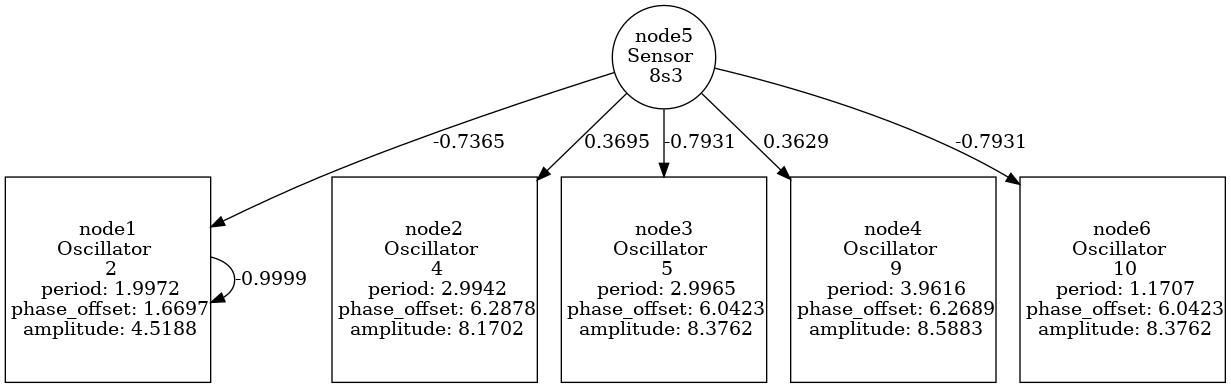 node5
Sensor
8s3
-0.7365
0.3695
-0.7931
0.3629
-0.7931
node1
Oscillator
2
period: 1.9972
phase_offset: 1.6697
amplitude: 4.5188
-0.9999
node2
Oscillator
4
period: 2.9942
phase_offset: 6.2878
amplitude: 8.1702
node3
Oscillator
5
period: 2.9965
phase_offset: 6.0423
amplitude: 8.3762
node4
Oscillator
9
period: 3.9616
phase_offset: 6.2689
amplitude: 8.5883
node6
Oscillator
10
period: 1.1707
phase_offset: 6.0423
amplitude: 8.3762